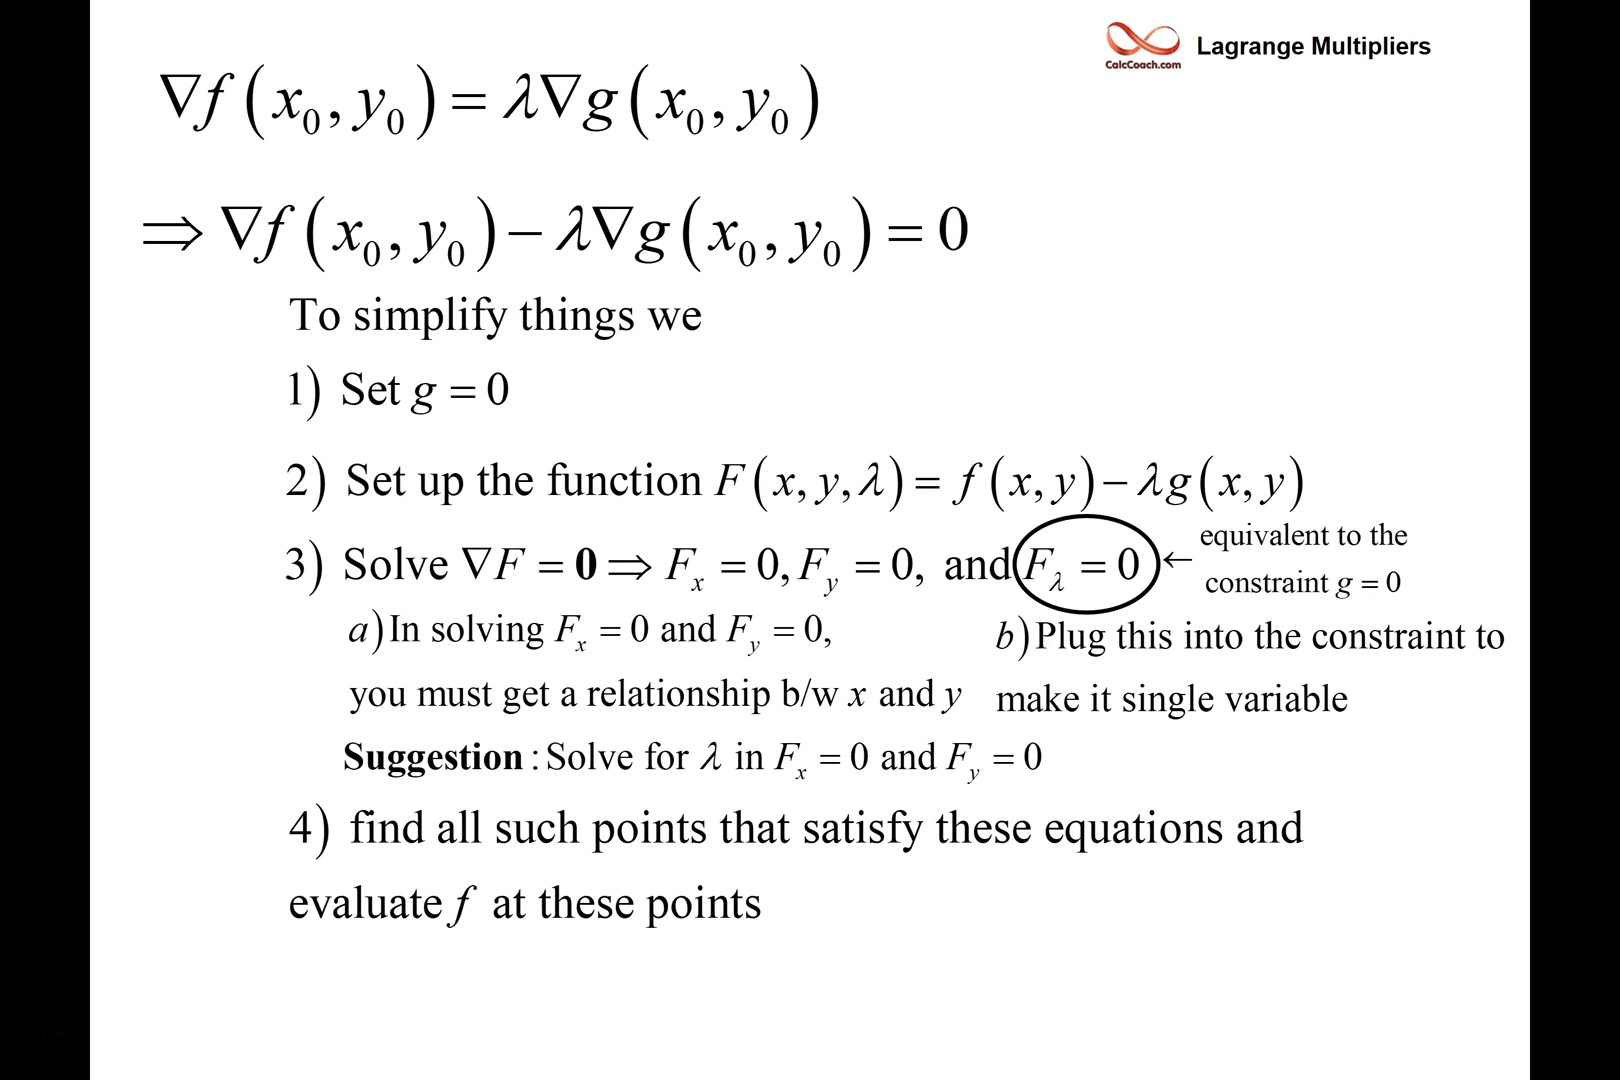 CalcCoach.com
Lagrange Multipliers
∇f(x₀, y₀) = λ∇g(x₀, y₀)
⇒ ∇f(x₀, y₀) − λ∇g(x₀, y₀) = 0
To simplify things we
1) Set g = 0
2) Set up the function F(x, y, λ) = f(x, y) − λg(x, y)
3) Solve ∇F = 0 ⇒ Fₓ = 0, F_y = 0, and F_λ = 0 ← equivalent to the
constraint g = 0
a) In solving Fₓ = 0 and F_y = 0,
you must get a relationship b/w x and y
b) Plug this into the constraint to
make it single variable
Suggestion : Solve for λ in Fₓ = 0 and F_y = 0
4) find all such points that satisfy these equations and
evaluate f at these points